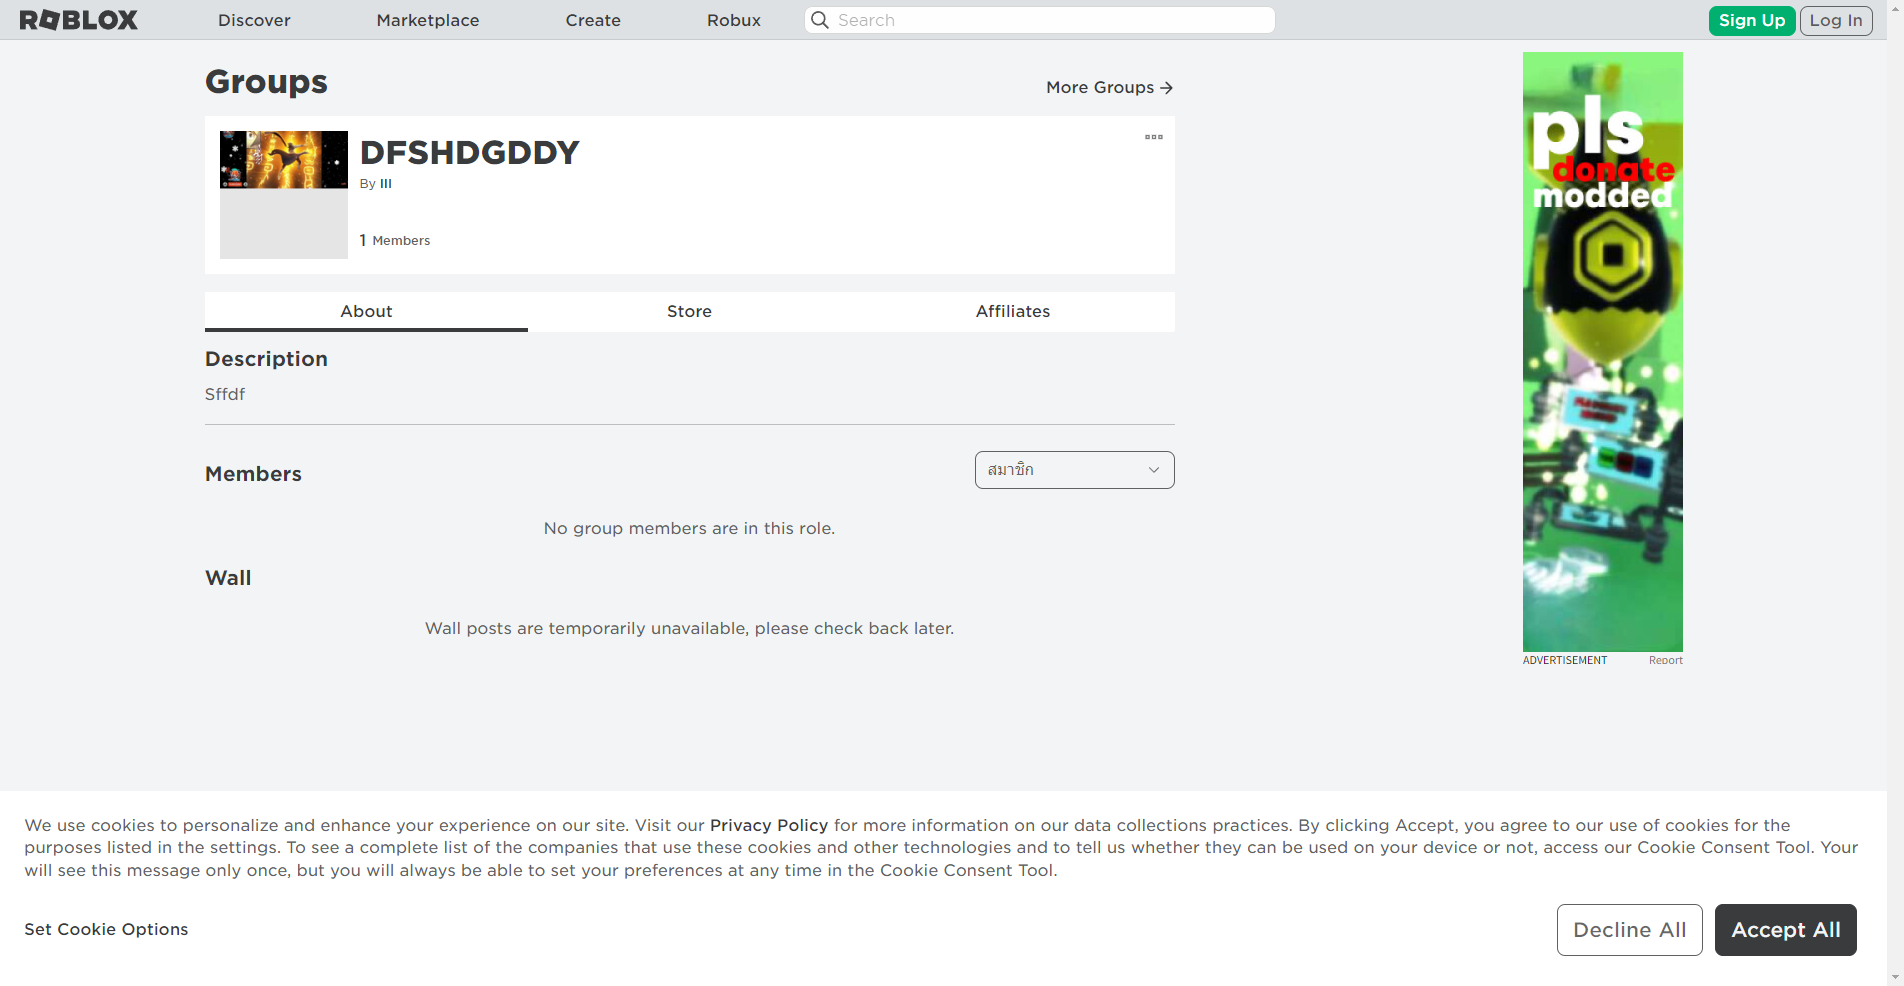 ROBLOX
Discover
Marketplace
Create
Robux
Search
Sign Up
Log In
Groups
More Groups
DFSHDGDDY
By III
1 Members
About
Store
Affiliates
Description
Sffdf
Members
สมาชิก
No group members are in this role.
Wall
Wall posts are temporarily unavailable, please check back later.
pls
donate
modded
ADVERTISEMENT
Report
We use cookies to personalize and enhance your experience on our site. Visit our Privacy Policy for more information on our data collections practices. By clicking Accept, you agree to our use of cookies for the
purposes listed in the settings. To see a complete list of the companies that use these cookies and other technologies and to tell us whether they can be used on your device or not, access our Cookie Consent Tool. Your
will see this message only once, but you will always be able to set your preferences at any time in the Cookie Consent Tool.
Set Cookie Options
Decline All
Accept All